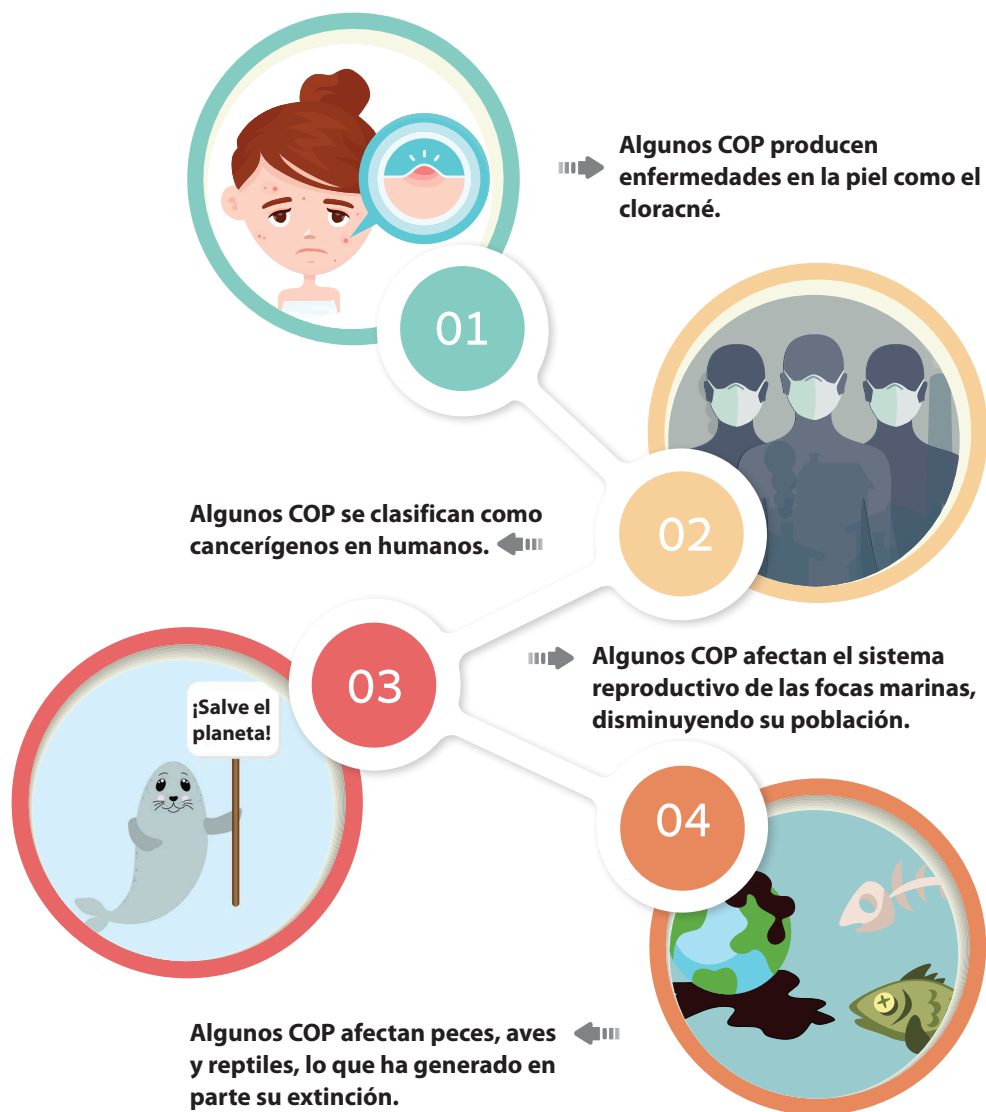 Algunos COP producen
enfermedades en la piel como el
cloracné.
01
Algunos COP se clasifican como
cancerígenos en humanos.
02
03
¡Salve el
planeta!
Algunos COP afectan el sistema
reproductivo de las focas marinas,
disminuyendo su población.
04
Algunos COP afectan peces, aves
y reptiles, lo que ha generado en
parte su extinción.